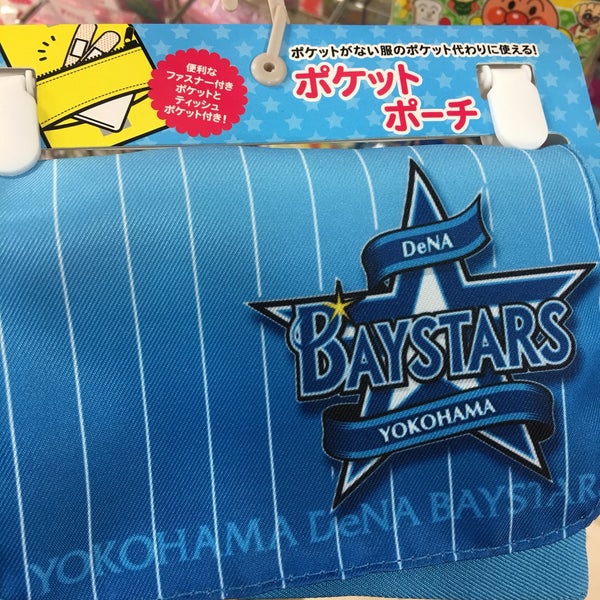 ポケットがない服のポケット代わりに使える!
ポケット
ポーチ
便利な
ファスナー付き
ポケットと
ティッシュ
ポケット付き!
DeNA
BAYSTARS
YOKOHAMA
YOKOHAMA DeNA BAYSTAR